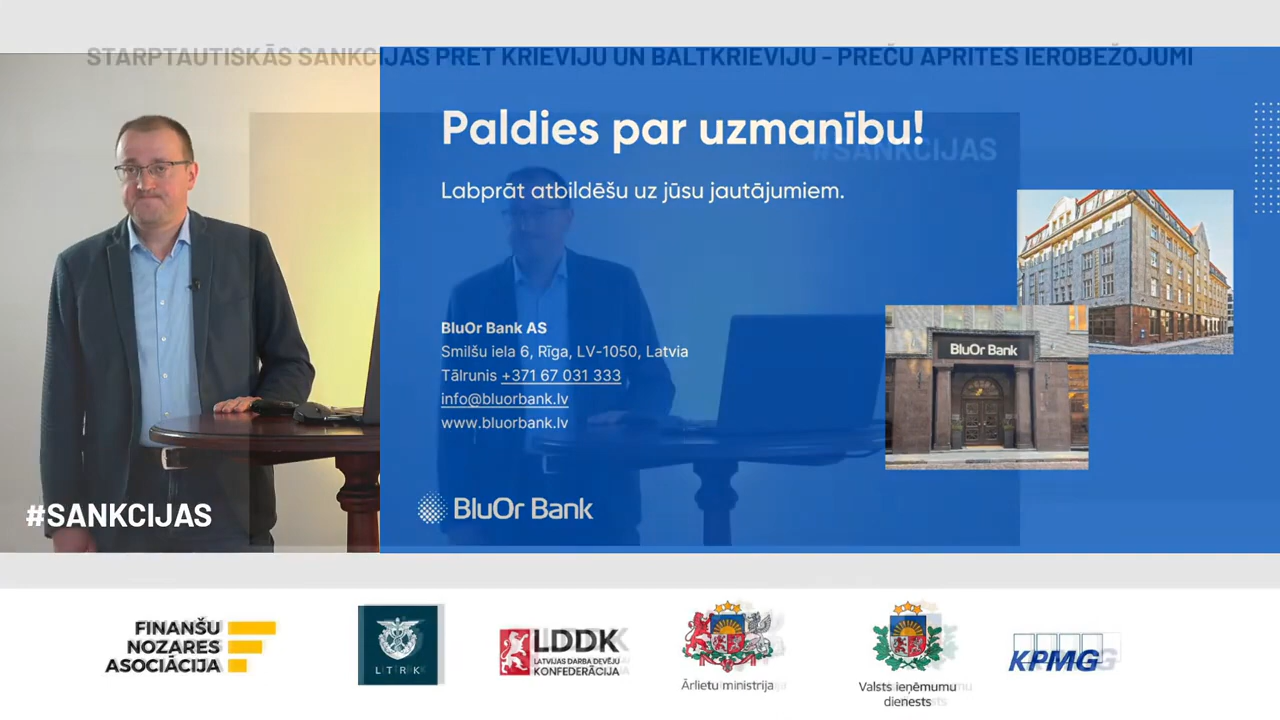 STARPTAUTISKĀS SANKCIJAS PRET KRIEVIJU UN BALTKRIEVIJU - PREČU APRITES IEROBEŽOJUMI
Paldies par uzmanību!
#SANKCIJAS
Labprāt atbildēšu uz jūsu jautājumiem.
BluOr Bank
BluOr Bank AS
Smilšu iela 6, Rīga, LV-1050, Latvia
Tālrunis +371 67 031 333
info@bluorbank.lv
www.bluorbank.lv
#SANKCIJAS
BluOr Bank
FINANŠU
NOZARES
ASOCIĀCIJA
LTRK
LDDK
LATVIJAS DARBA DEVĒJU
KONFEDERĀCIJA
Ārlietu ministrija
Valsts ieņēmumu
dienests
KPMG